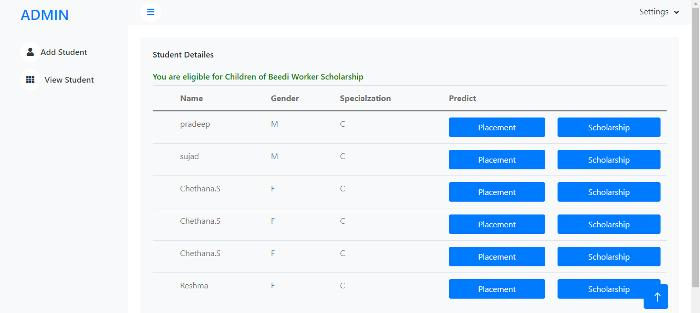 ADMIN
Settings
Add Student
View Student
Student Detailes
You are eligible for Children of Beedi Worker Scholarship
Name Gender Specialzation Predict
pradeep M C Placement Scholarship
sujad M C Placement Scholarship
Chethana.S F C Placement Scholarship
Chethana.S F C Placement Scholarship
Chethana.S F C Placement Scholarship
Reshma F C Placement Scholarship